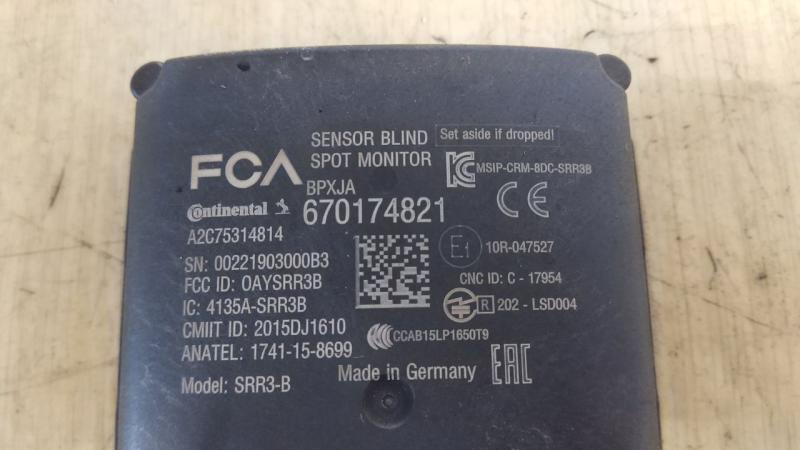 SENSOR BLIND
SPOT MONITOR
Set aside if dropped!
FCA
BPXJA
MSIP-CRM-8DC-SRR3B
CE
Continental
670174821
A2C75314814
E1
10R-047527
SN: 00221903000B3
FCC ID: OAYSRR3B
CNC ID: C - 17954
IC: 4135A-SRR3B
R 202 - LSD004
CMIIT ID: 2015DJ1610
CCAB15LP1650T9
ANATEL: 1741-15-8699
Made in Germany
EAC
Model: SRR3-B